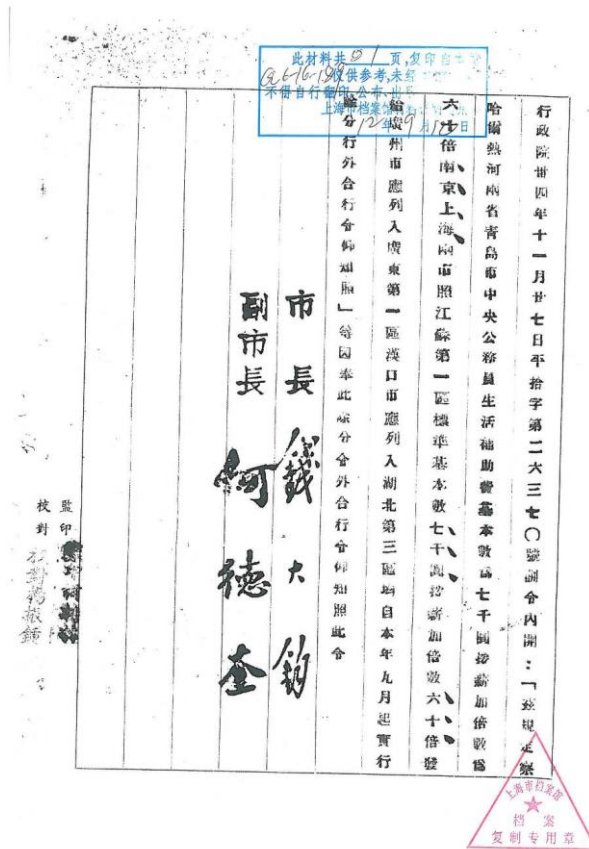 此材料共 01 页,复印自本
仅供参考,未经
不得自行翻印、公布、出
上海市档案馆
12年9月10日
行政院卅四年十一月廿七日平拾字第二六三七〇號訓令內開：「茲規定察
哈爾熱河兩省青島市中央公務員生活補助費基本數為七千圓按薪加倍數為
六十倍南京上海兩市照江蘇第一區標準基本數七千圓按薪加倍數六十倍發
給廣州市應列入廣東第一區漢口市應列入湖北第三區均自本年九月起實行
除分行外合行令仰知照」等因奉此除分令外合行令仰知照此令
市長 錢大鈞
副市長 何德奎
監印
校對
上海市档案馆
档案
复制专用章